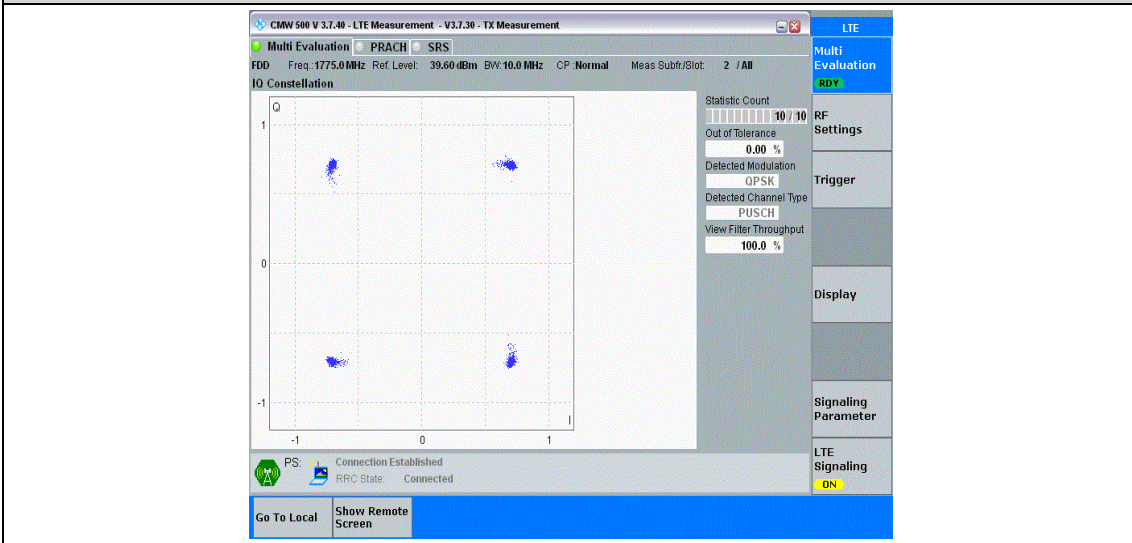 CMW 500 V 3.7.40 - LTE Measurement - V3.7.30 - TX Measurement
LTE
Multi Evaluation PRACH SRS
FDD Freq.:1775.0 MHz Ref. Level: 39.60 dBm BW:10.0 MHz CP :Normal Meas Subfr./Slot: 2 / All
IQ Constellation
Q
1
0
-1
I
-1 0 1
Statistic Count
10 / 10
Out of Tolerance
0.00 %
Detected Modulation
QPSK
Detected Channel Type
PUSCH
View Filter Throughput
100.0 %
Multi
Evaluation
RDY
RF
Settings
Trigger
Display
Signaling
Parameter
LTE
Signaling
ON
PS: Connection Established
RRC State: Connected
Go To Local
Show Remote
Screen